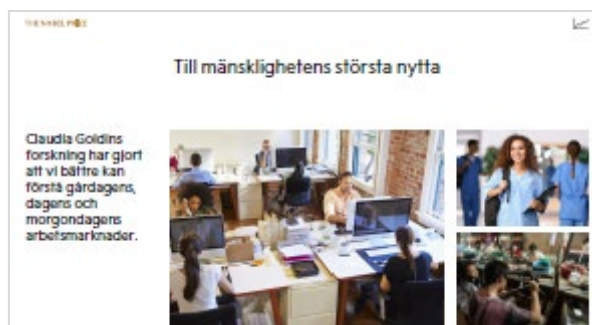 THE NOBEL PRIZE
Till mänsklighetens största nytta
Claudia Goldins
forskning har gjort
att vi bättre kan
förstå gårdagens,
dagens och
morgondagens
arbetsmarknader.